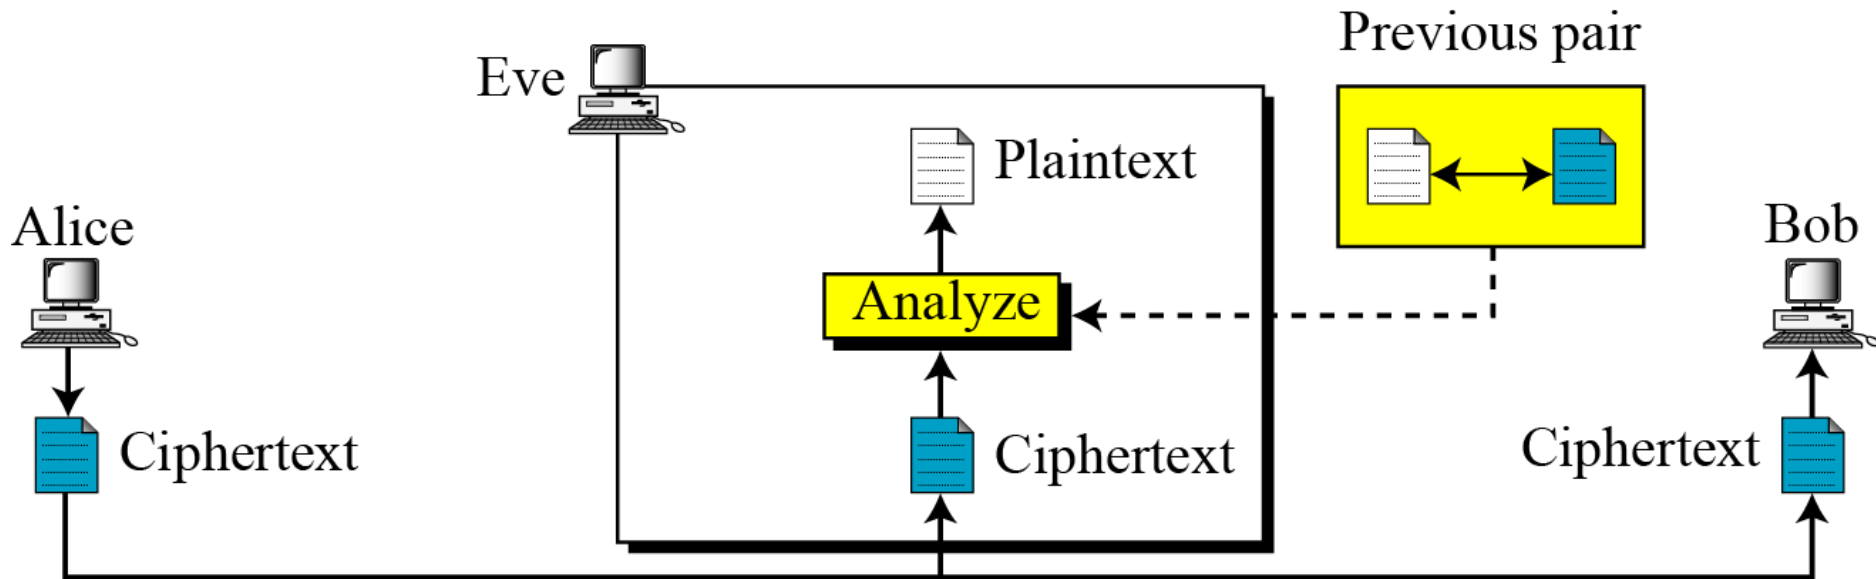 Previous pair
Eve
Plaintext
Alice
Bob
Analyze
Ciphertext
Ciphertext
Ciphertext